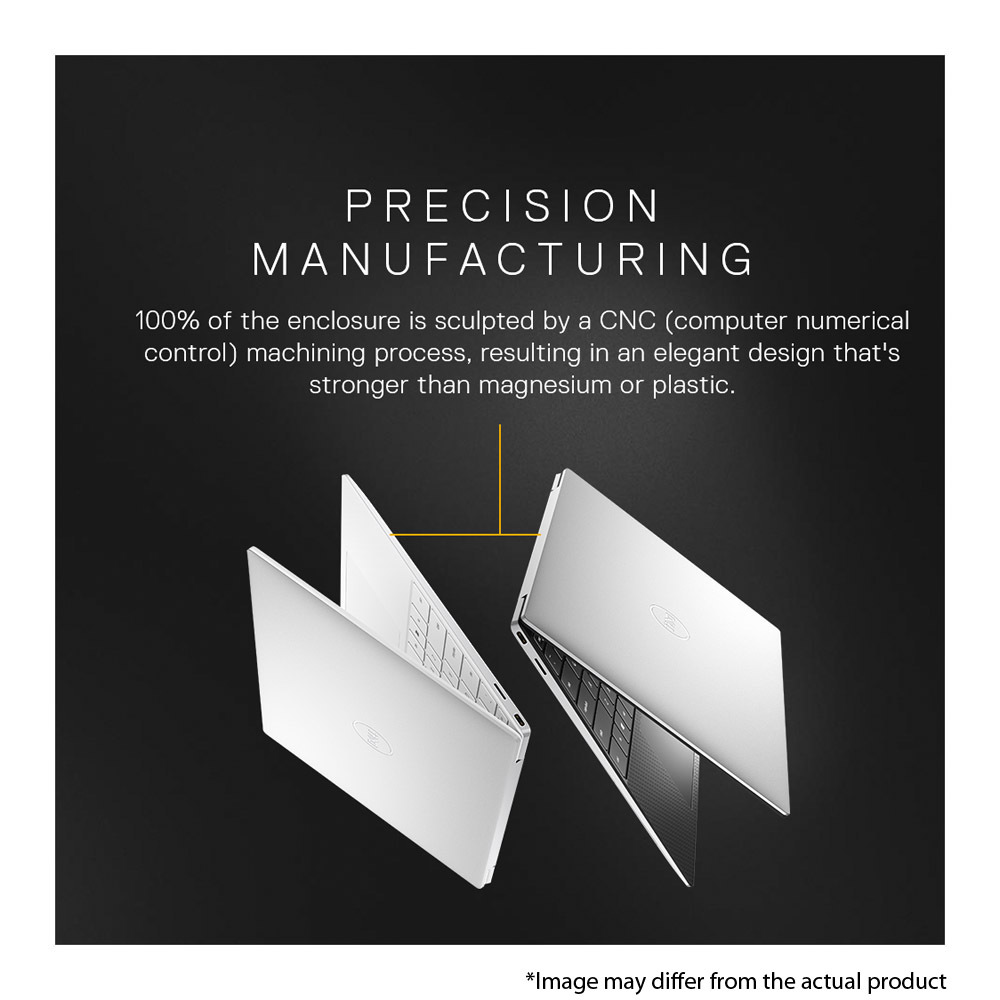 PRECISION
MANUFACTURING
100% of the enclosure is sculpted by a CNC (computer numerical
control) machining process, resulting in an elegant design that's
stronger than magnesium or plastic.
*Image may differ from the actual product